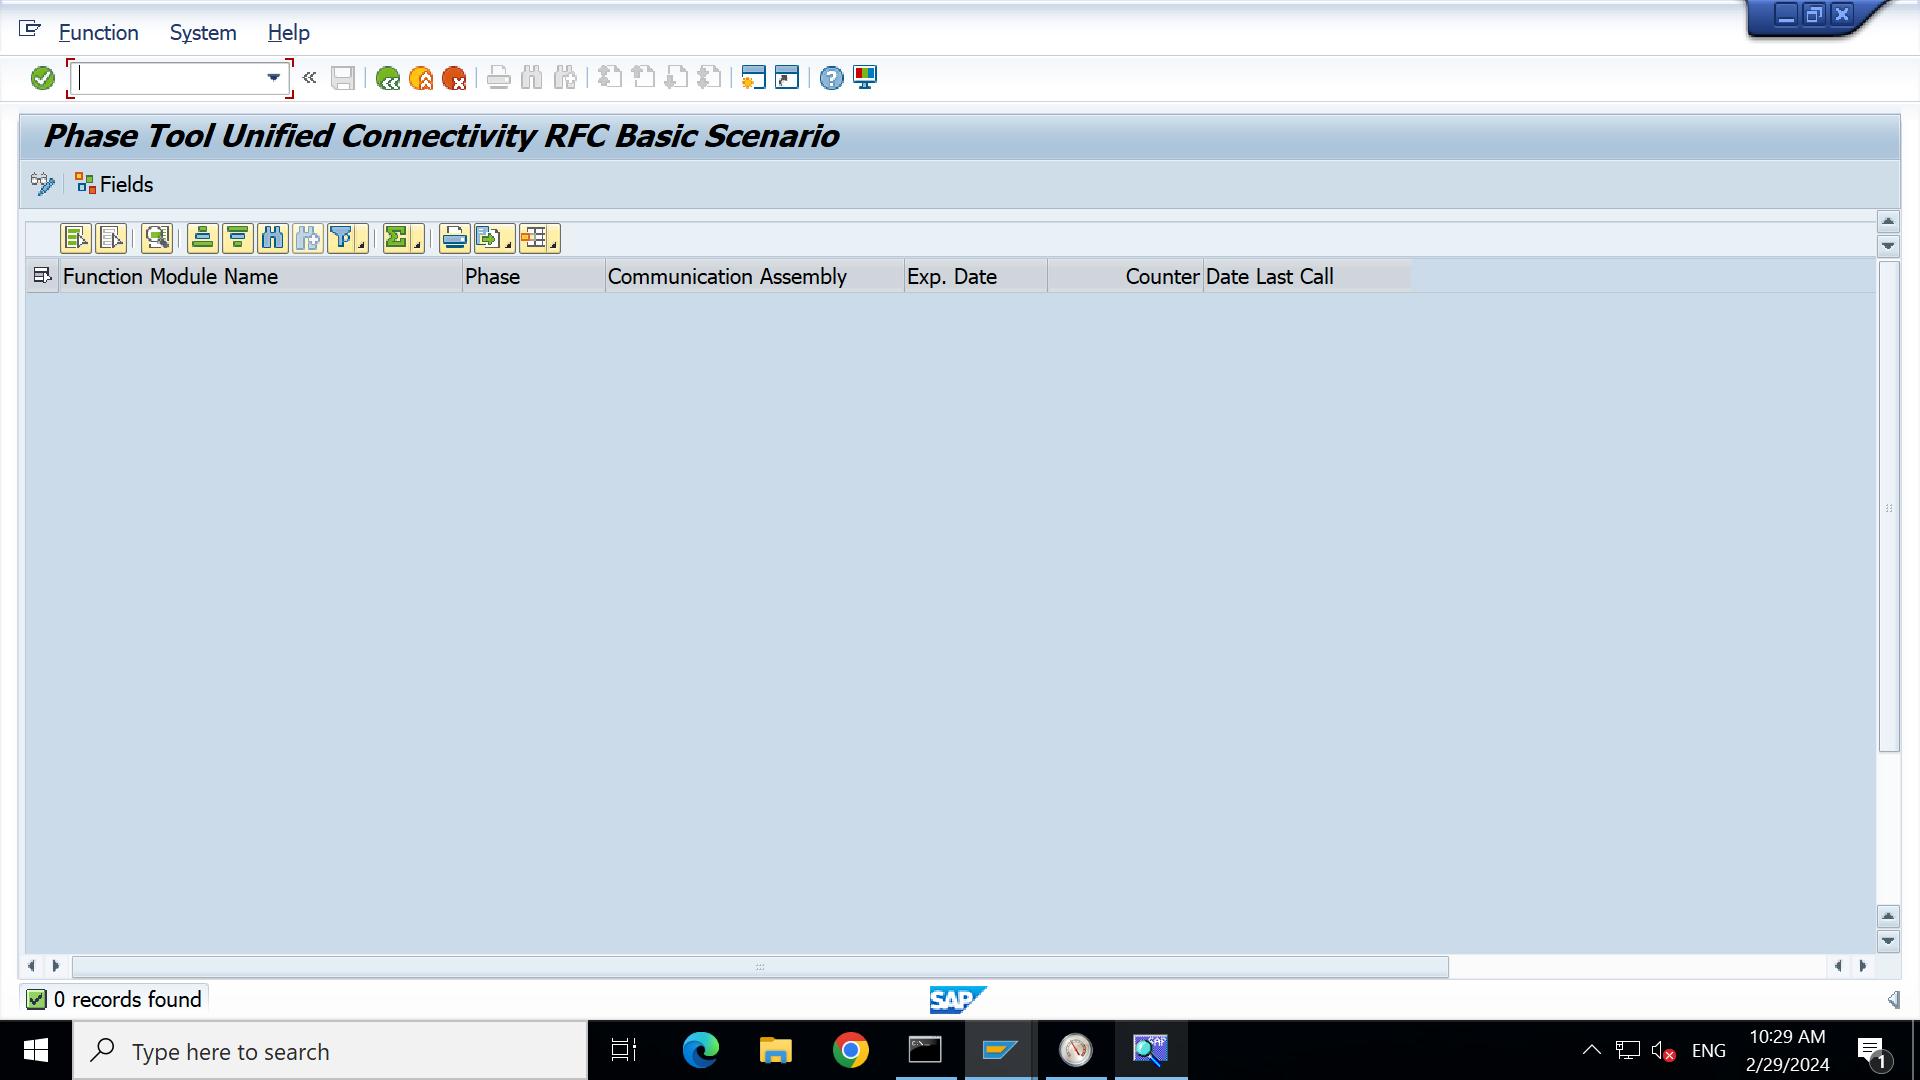 Function System Help
Phase Tool Unified Connectivity RFC Basic Scenario
Fields
Function Module Name Phase Communication Assembly Exp. Date Counter Date Last Call
0 records found
SAP
Type here to search
ENG
10:29 AM
2/29/2024
1